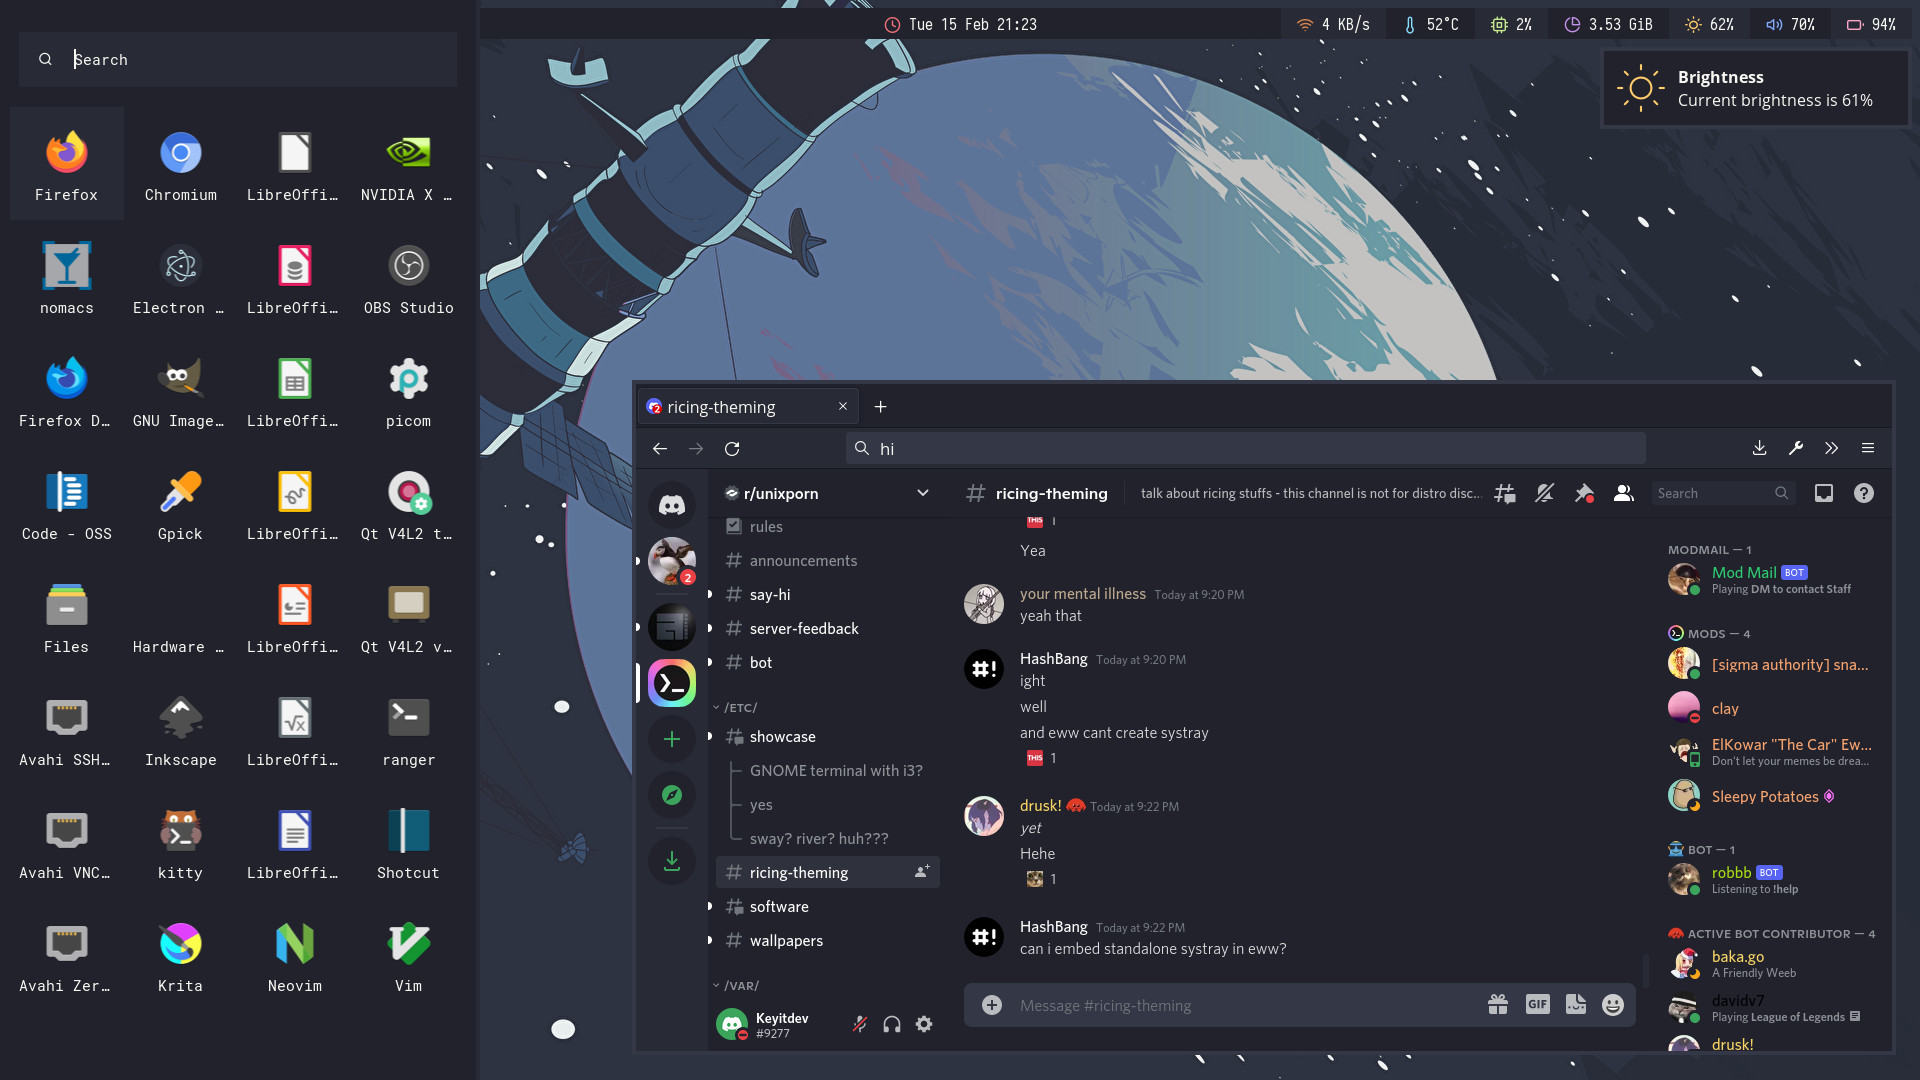 Search
Firefox
Chromium
LibreOffi…
NVIDIA X …
nomacs
Electron …
LibreOffi…
OBS Studio
Firefox D…
GNU Image…
LibreOffi…
picom
Code - OSS
Gpick
LibreOffi…
Qt V4L2 t…
Files
Hardware …
LibreOffi…
Qt V4L2 v…
Avahi SSH…
Inkscape
LibreOffi…
ranger
Avahi VNC…
kitty
LibreOffi…
Shotcut
Avahi Zer…
Krita
Neovim
Vim
Tue 15 Feb 21:23
4 KB/s
52°C
2%
3.53 GiB
62%
70%
94%
Brightness
Current brightness is 61%
2
ricing-theming
hi
2
r/unixporn
rules
announcements
say-hi
server-feedback
bot
/ETC/
showcase
GNOME terminal with i3?
yes
sway? river? huh???
ricing-theming
software
wallpapers
/VAR/
Keyitdev
#9277
ricing-theming
talk about ricing stuffs - this channel is not for distro disc…
Search
THIS 1
Yea
your mental illness Today at 9:20 PM
yeah that
#!
HashBang Today at 9:20 PM
ight
well
and eww cant create systray
THIS 1
drusk! Today at 9:22 PM
yet
Hehe
1
#!
HashBang Today at 9:22 PM
can i embed standalone systray in eww?
Message #ricing-theming
GIF
MODMAIL — 1
Mod Mail BOT
Playing DM to contact Staff
MODS — 4
[sigma authority] sna...
clay
ElKowar "The Car" Ew...
Don't let your memes be drea...
Sleepy Potatoes
BOT — 1
robbb BOT
Listening to !help
ACTIVE BOT CONTRIBUTOR — 4
baka.go
A Friendly Weeb
davidv7
Playing League of Legends
drusk!